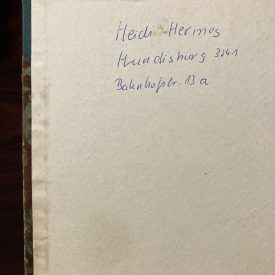 Heidi Hermes
Hundisburg 3241
Bahnhofstr. 13 a